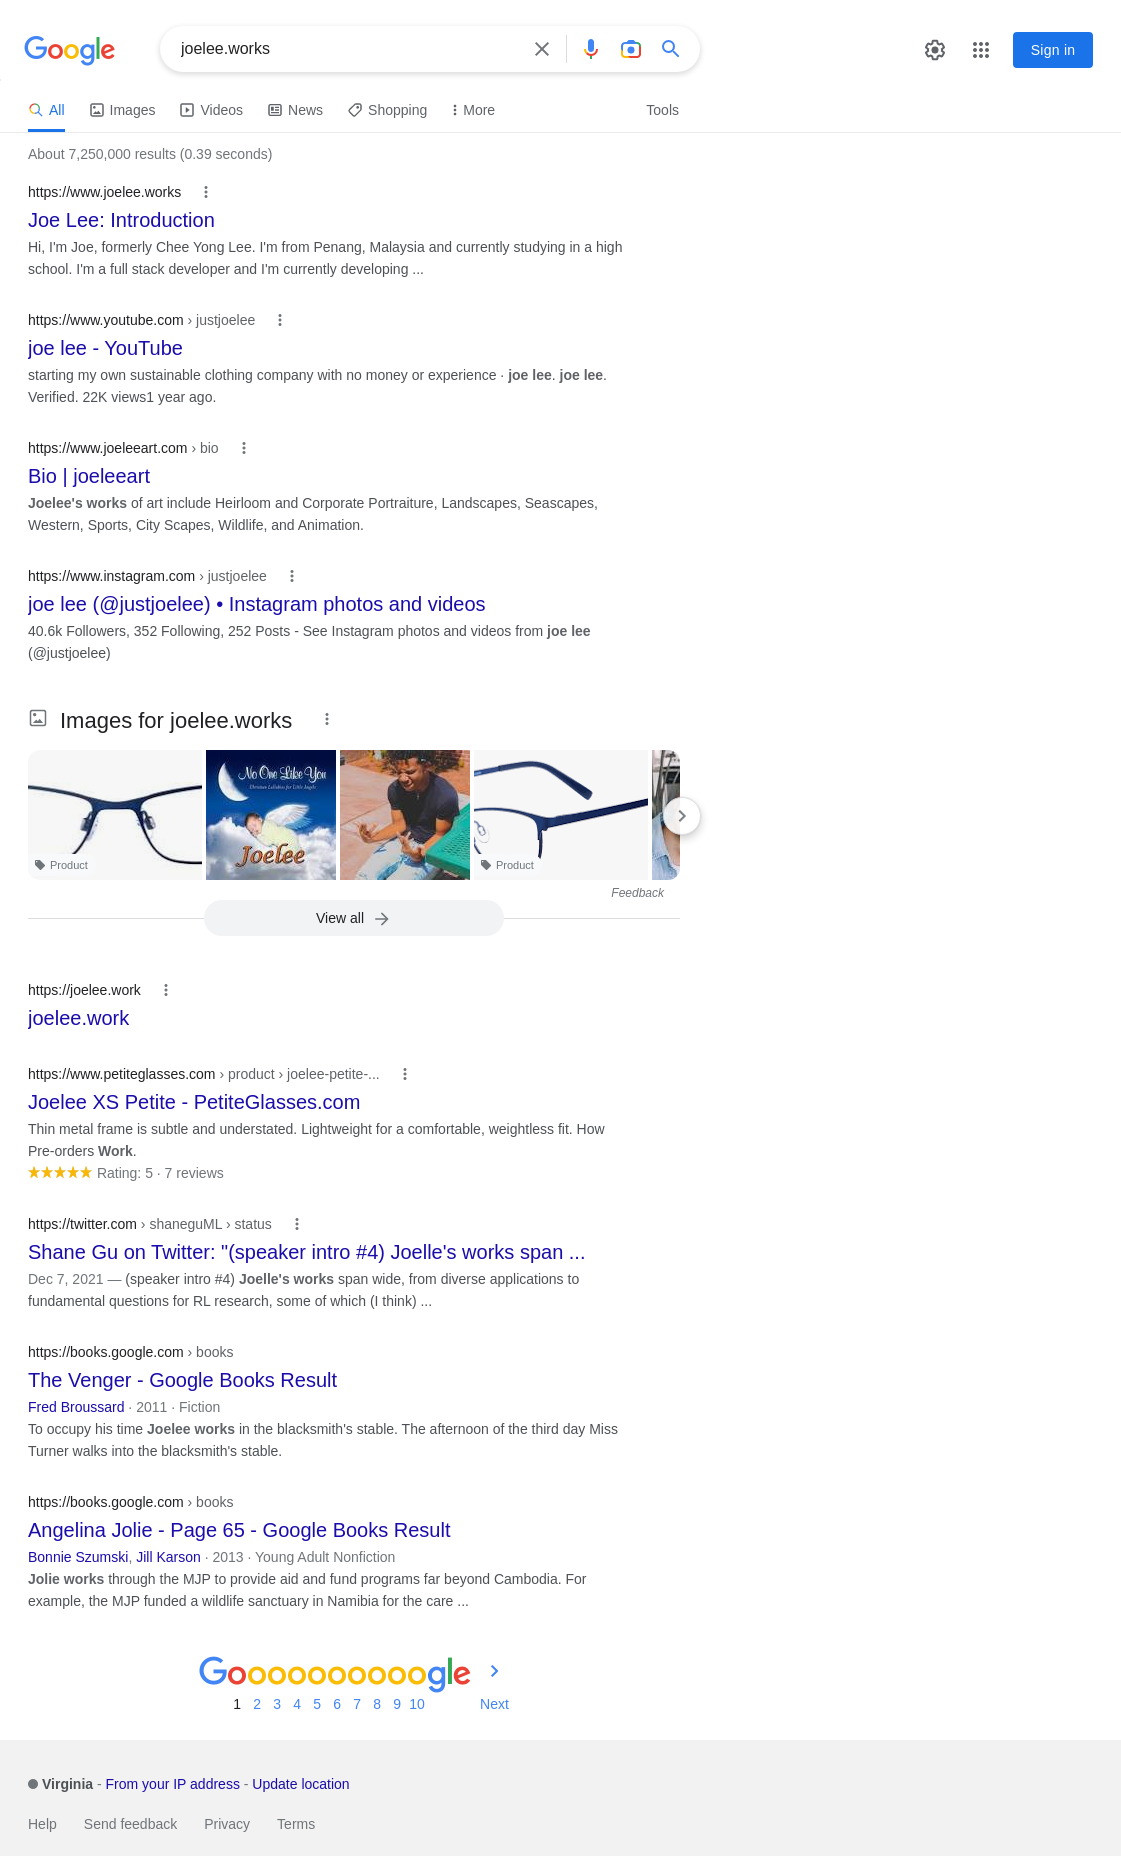 Google
joelee.works
Sign in
All
Images
Videos
News
Shopping
More
Tools
About 7,250,000 results (0.39 seconds)
https://www.joelee.works
Joe Lee: Introduction
Hi, I'm Joe, formerly Chee Yong Lee. I'm from Penang, Malaysia and currently studying in a high
school. I'm a full stack developer and I'm currently developing ...
https://www.youtube.com › justjoelee
joe lee - YouTube
starting my own sustainable clothing company with no money or experience · joe lee. joe lee.
Verified. 22K views1 year ago.
https://www.joeleeart.com › bio
Bio | joeleeart
Joelee's works of art include Heirloom and Corporate Portraiture, Landscapes, Seascapes,
Western, Sports, City Scapes, Wildlife, and Animation.
https://www.instagram.com › justjoelee
joe lee (@justjoelee) • Instagram photos and videos
40.6k Followers, 352 Following, 252 Posts - See Instagram photos and videos from joe lee
(@justjoelee)
Images for joelee.works
Product
No One Like You
Christian Lullabies for Little Angels
Joelee
Product
Feedback
View all
https://joelee.work
joelee.work
https://www.petiteglasses.com › product › joelee-petite-...
Joelee XS Petite - PetiteGlasses.com
Thin metal frame is subtle and understated. Lightweight for a comfortable, weightless fit. How
Pre-orders Work.
Rating: 5 · 7 reviews
https://twitter.com › shaneguML › status
Shane Gu on Twitter: "(speaker intro #4) Joelle's works span ...
Dec 7, 2021 — (speaker intro #4) Joelle's works span wide, from diverse applications to
fundamental questions for RL research, some of which (I think) ...
https://books.google.com › books
The Venger - Google Books Result
Fred Broussard · 2011 · Fiction
To occupy his time Joelee works in the blacksmith's stable. The afternoon of the third day Miss
Turner walks into the blacksmith's stable.
https://books.google.com › books
Angelina Jolie - Page 65 - Google Books Result
Bonnie Szumski, Jill Karson · 2013 · Young Adult Nonfiction
Jolie works through the MJP to provide aid and fund programs far beyond Cambodia. For
example, the MJP funded a wildlife sanctuary in Namibia for the care ...
Goooooooooogle
1 2 3 4 5 6 7 8 9 10 Next
Virginia - From your IP address - Update location
Help
Send feedback
Privacy
Terms